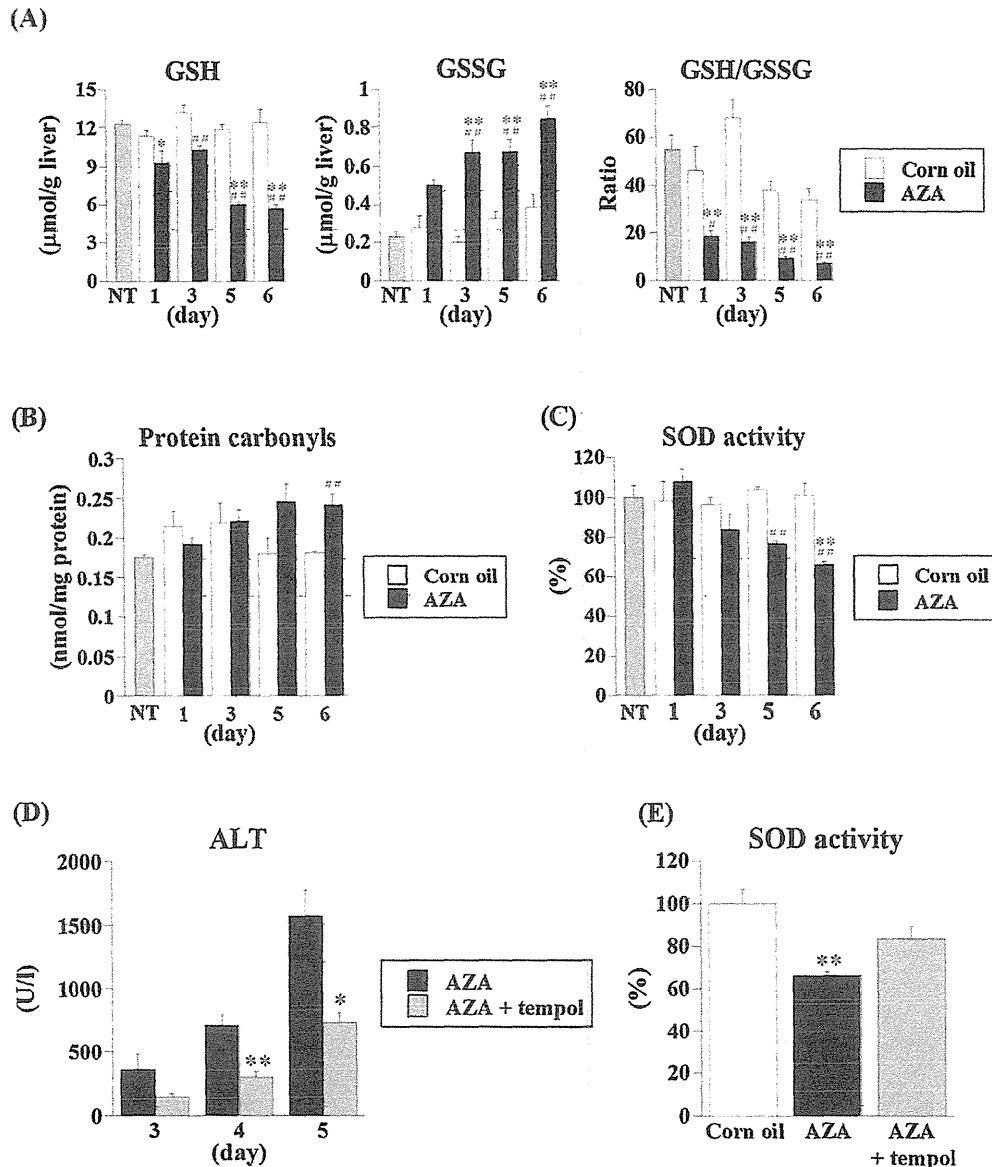 (A)
GSH
GSSG
GSH/GSSG
(μmol/g liver)
15
12
9
6
3
0
* ## ** ## ** ##
NT 1 3 5 6
(day)
(μmol/g liver)
1
0.8
0.6
0.4
0.2
0
** ## ** ## ** ##
NT 1 3 5 6
(day)
Ratio
80
60
40
20
0
** # ** ## ** ## ** ##
NT 1 3 5 6
(day)
Corn oil
AZA
(B)
Protein carbonyls
(nmol/mg protein)
0.3
0.25
0.2
0.15
0.1
0.05
0
##
NT 1 3 5 6
(day)
Corn oil
AZA
(C)
SOD activity
(%)
120
100
80
60
40
20
0
## ** ##
NT 1 3 5 6
(day)
Corn oil
AZA
(D)
ALT
(U/l)
2000
1500
1000
500
0
** *
3 4 5
(day)
AZA
AZA + tempol
(E)
SOD activity
(%)
120
100
80
60
40
20
0
**
Corn oil AZA AZA
+ tempol